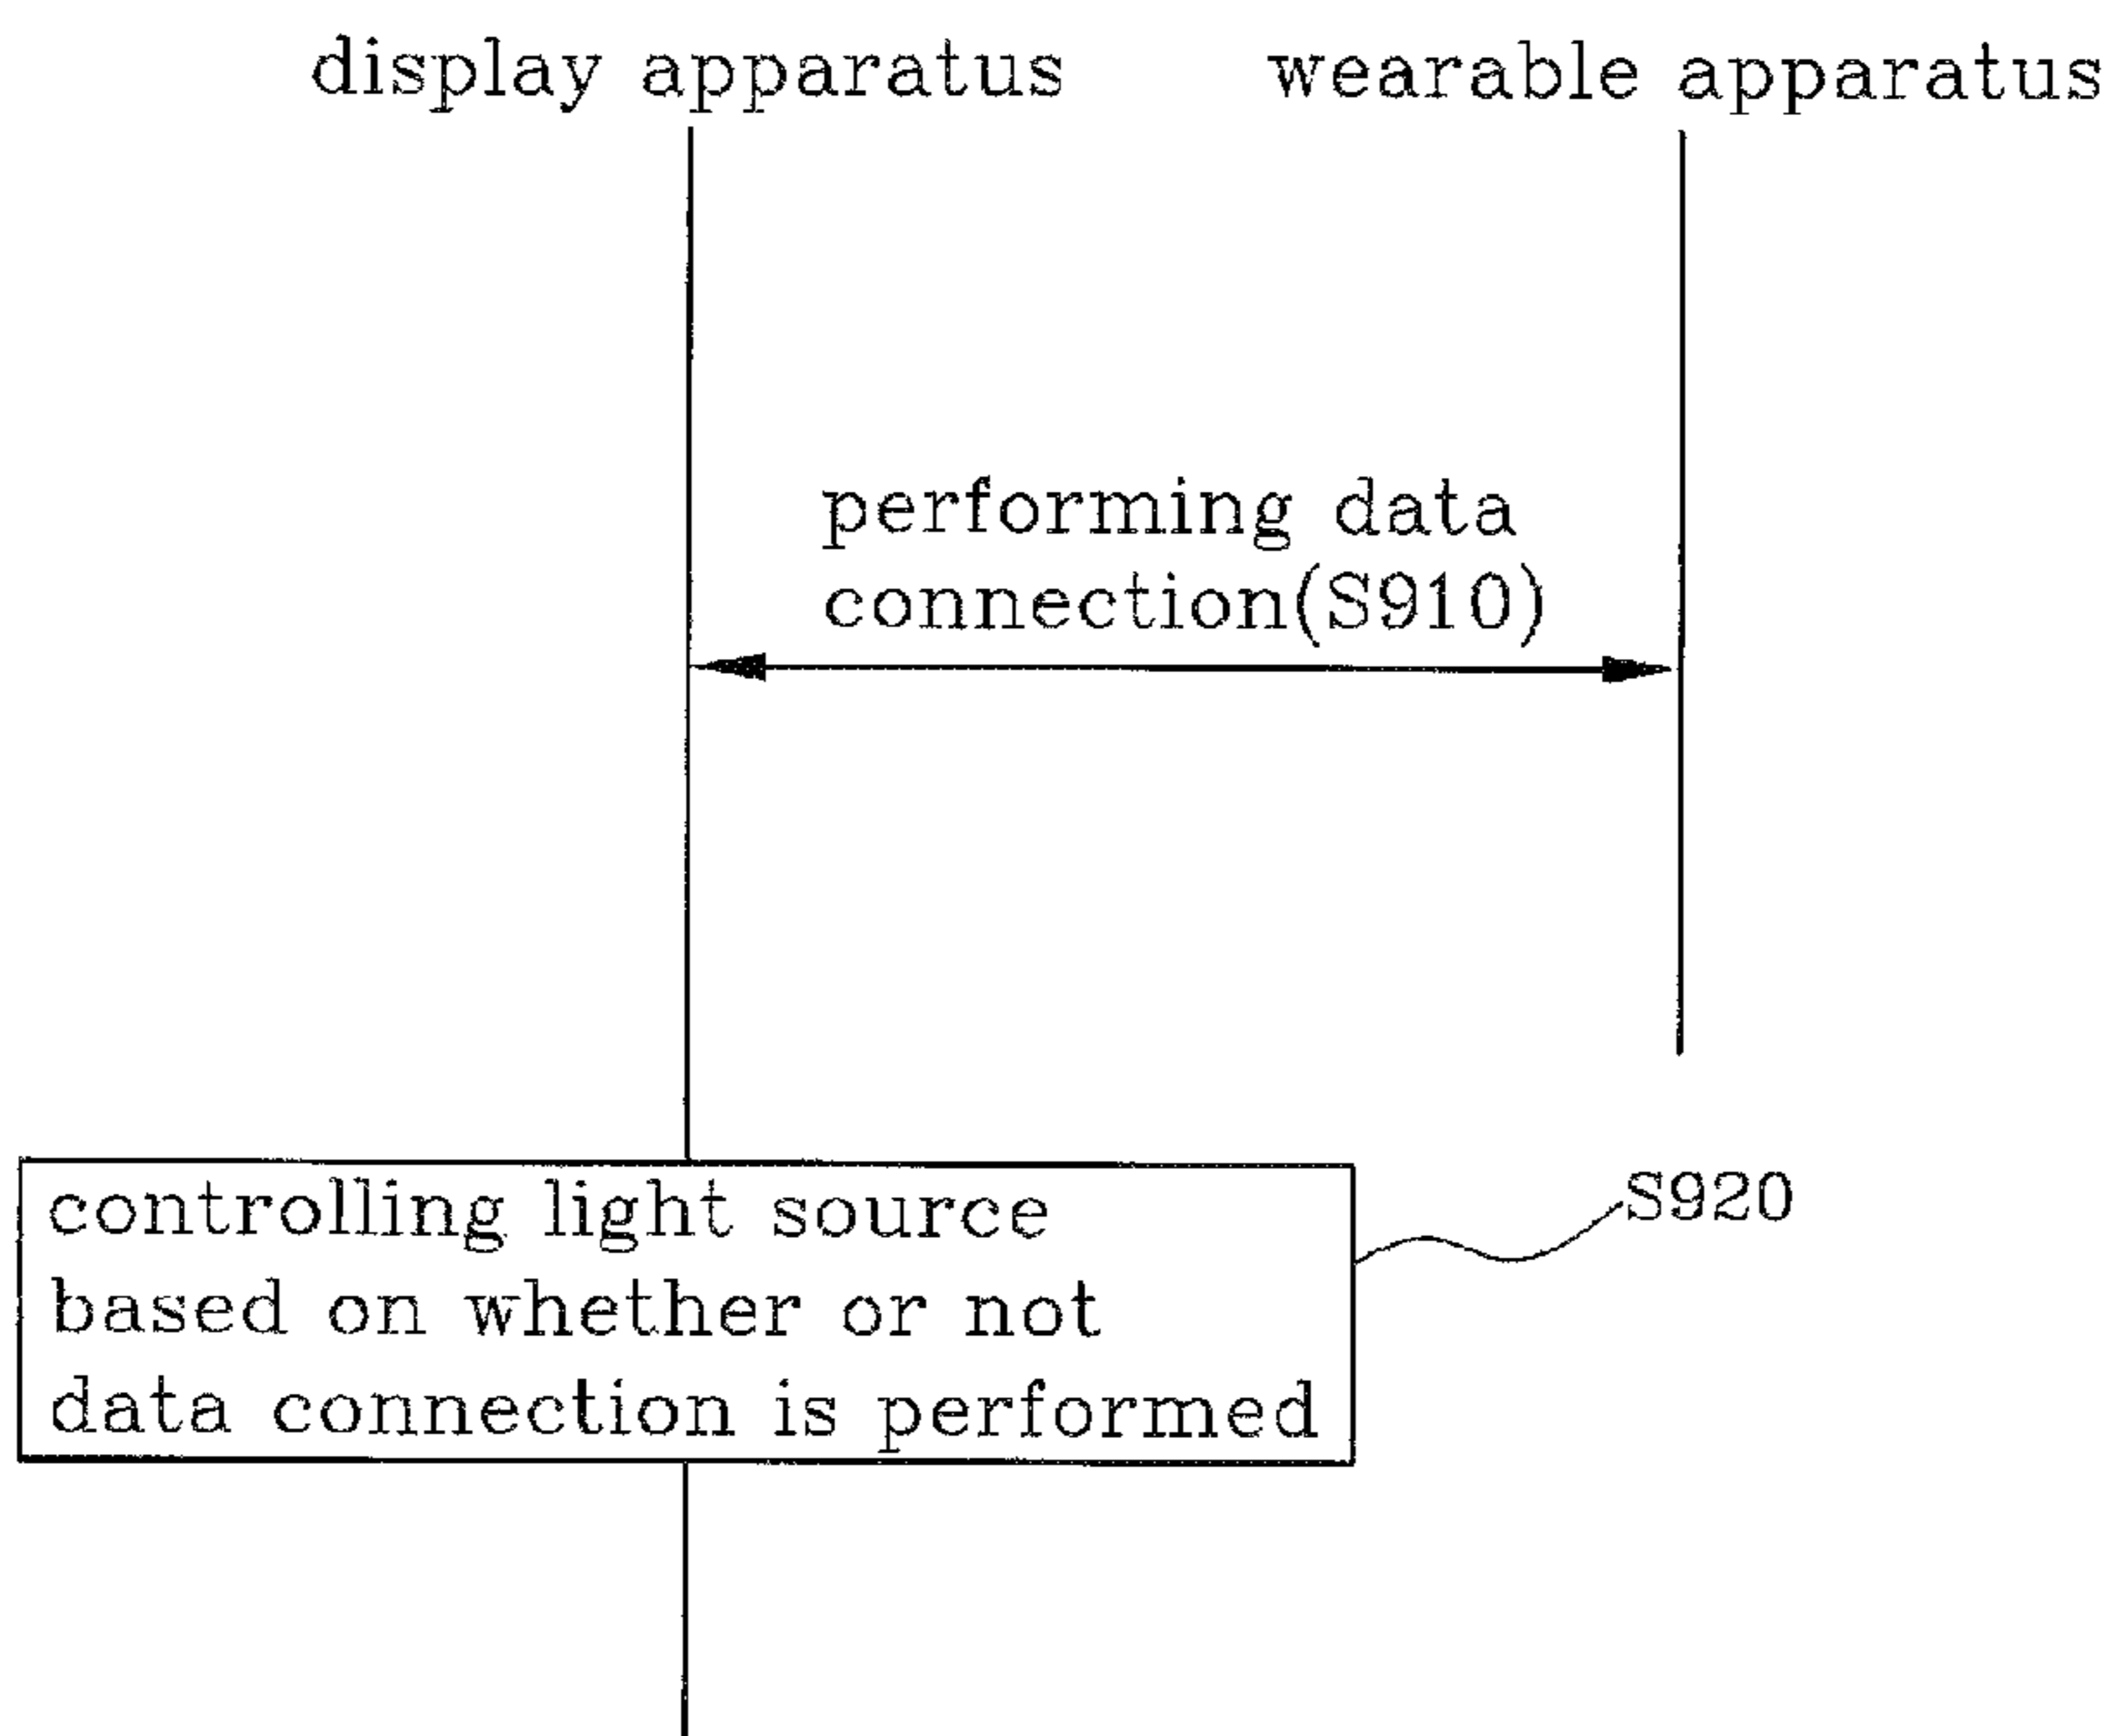 display apparatus
wearable apparatus
performing data
connection(S910)
S920
controlling light source
based on whether or not
data connection is performed